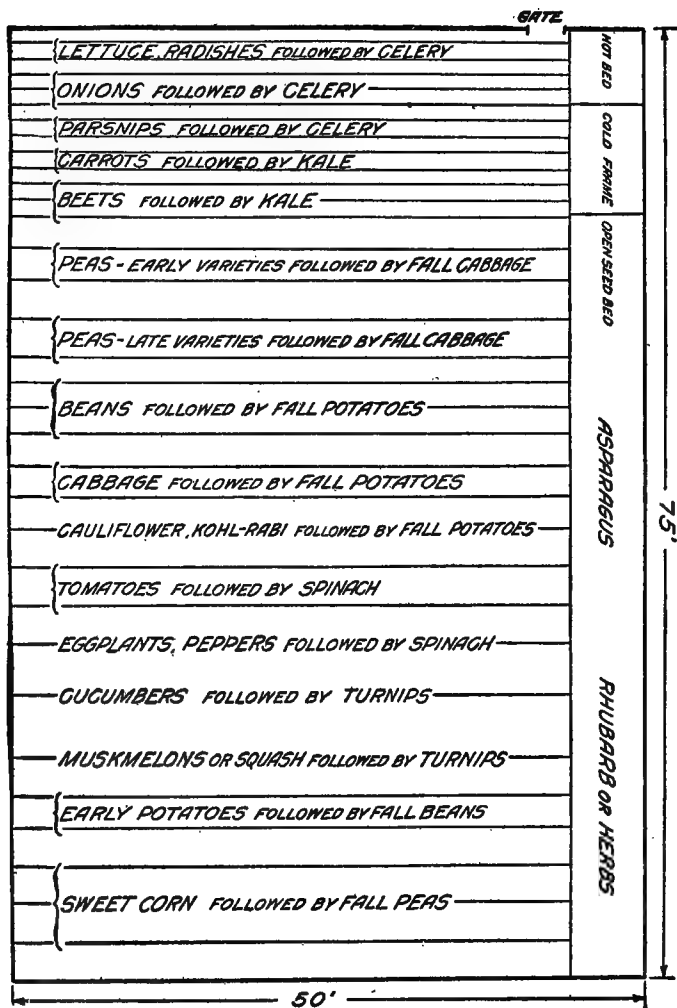 GATE
LETTUCE, RADISHES FOLLOWED BY CELERY
ONIONS FOLLOWED BY CELERY
PARSNIPS FOLLOWED BY CELERY
CARROTS FOLLOWED BY KALE
BEETS FOLLOWED BY KALE
PEAS - EARLY VARIETIES FOLLOWED BY FALL CABBAGE
PEAS - LATE VARIETIES FOLLOWED BY FALL CABBAGE
BEANS FOLLOWED BY FALL POTATOES
CABBAGE FOLLOWED BY FALL POTATOES
CAULIFLOWER, KOHL-RABI FOLLOWED BY FALL POTATOES
TOMATOES FOLLOWED BY SPINACH
EGGPLANTS, PEPPERS FOLLOWED BY SPINACH
CUCUMBERS FOLLOWED BY TURNIPS
MUSKMELONS OR SQUASH FOLLOWED BY TURNIPS
EARLY POTATOES FOLLOWED BY FALL BEANS
SWEET CORN FOLLOWED BY FALL PEAS
HOT BED
COLD FRAME
OPEN SEED BED
ASPARAGUS
RHUBARB OR HERBS
75'
50'